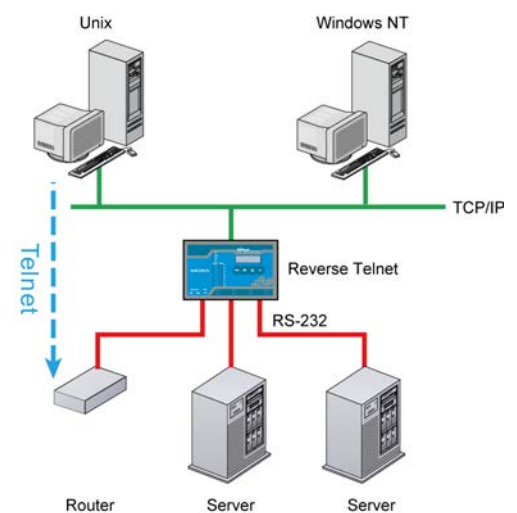 Unix
Windows NT
TCP/IP
Telnet
Reverse Telnet
RS-232
Router
Server
Server